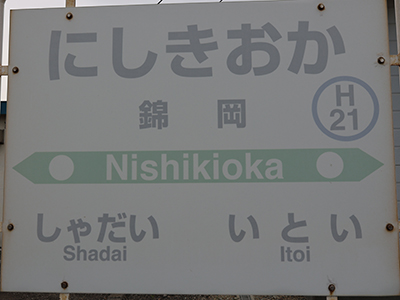 にしきおか
錦岡
H
21
Nishikioka
しゃだい いとい
Shadai Itoi